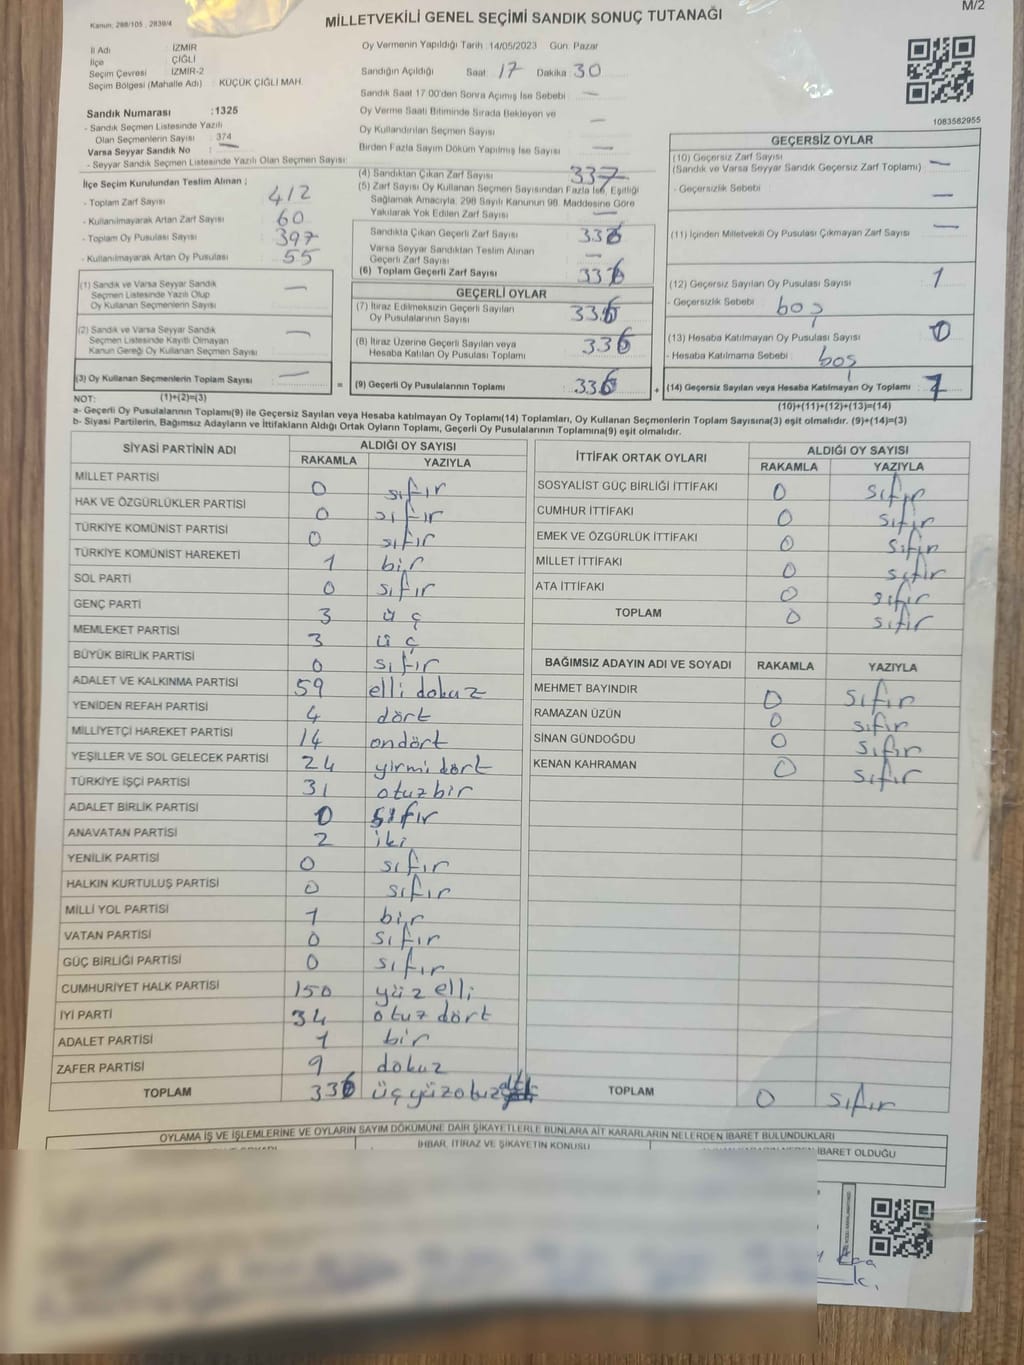 Kanun: 298/105 , 2839/4
MİLLETVEKİLİ GENEL SEÇİMİ SANDIK SONUÇ TUTANAĞI
M/2
İl Adı İZMİR
İlçe ÇİĞLİ
Seçim Çevresi İZMİR-2
Seçim Bölgesi (Mahalle Adı) KÜÇÜK ÇİĞLİ MAH.
Sandık Numarası :1325
- Sandık Seçmen Listesinde Yazılı
Olan Seçmenlerin Sayısı : 374
Varsa Seyyar Sandık No —
- Seyyar Sandık Seçmen Listesinde Yazılı Olan Seçmen Sayısı:
Oy Vermenin Yapıldığı Tarih :14/05/2023 Gün: Pazar
Sandığın Açıldığı Saat: 17 Dakika: 30
Sandık Saat 17:00'den Sonra Açılmış İse Sebebi : —
Oy Verme Saati Bitiminde Sırada Bekleyen ve
Oy Kullandırılan Seçmen Sayısı —
Birden Fazla Sayım Döküm Yapılmış İse Sayısı —
1083582955
İlçe Seçim Kurulundan Teslim Alınan ;
- Toplam Zarf Sayısı : 412
- Kullanılmayarak Artan Zarf Sayısı : 60
- Toplam Oy Pusulası Sayısı : 397
- Kullanılmayarak Artan Oy Pusulası : 55
(1) Sandık ve Varsa Seyyar Sandık
Seçmen Listesinde Yazılı Olup
Oy Kullanan Seçmenlerin Sayısı : —
(2) Sandık ve Varsa Seyyar Sandık
Seçmen Listesinde Kayıtlı Olmayan
Kanun Gereği Oy Kullanan Seçmen Sayısı : —
(3) Oy Kullanan Seçmenlerin Toplam Sayısı : —
NOT: (1)+(2)=(3)
(4) Sandıktan Çıkan Zarf Sayısı : 337
(5) Zarf Sayısı Oy Kullanan Seçmen Sayısından Fazla İse, Eşitliği
Sağlamak Amacıyla, 298 Sayılı Kanunun 98. Maddesine Göre
Yakılarak Yok Edilen Zarf Sayısı : —
Sandıkta Çıkan Geçerli Zarf Sayısı : 336
Varsa Seyyar Sandıktan Teslim Alınan
Geçerli Zarf Sayısı : —
(6) Toplam Geçerli Zarf Sayısı : 336
GEÇERLİ OYLAR
(7) İtiraz Edilmeksizin Geçerli Sayılan
Oy Pusulalarının Sayısı : 336
(8) İtiraz Üzerine Geçerli Sayılan veya
Hesaba Katılan Oy Pusulası Toplamı : 336
= (9) Geçerli Oy Pusulalarının Toplamı : 336 +
GEÇERSİZ OYLAR
(10) Geçersiz Zarf Sayısı
(Sandık ve Varsa Seyyar Sandık Geçersiz Zarf Toplamı) : —
- Geçersizlik Sebebi : —
(11) İçinden Milletvekili Oy Pusulası Çıkmayan Zarf Sayısı : —
(12) Geçersiz Sayılan Oy Pusulası Sayısı : 1
- Geçersizlik Sebebi : boş
(13) Hesaba Katılmayan Oy Pusulası Sayısı : 0
- Hesaba Katılmama Sebebi : boş
(14) Geçersiz Sayılan veya Hesaba Katılmayan Oy Toplamı : 1
(10)+(11)+(12)+(13)=(14)
a- Geçerli Oy Pusulalarının Toplamı(9) ile Geçersiz Sayılan veya Hesaba katılmayan Oy Toplamı(14) Toplamları, Oy Kullanan Seçmenlerin Toplam Sayısına(3) eşit olmalıdır. (9)+(14)=(3)
b- Siyasi Partilerin, Bağımsız Adayların ve İttifakların Aldığı Ortak Oyların Toplamı, Geçerli Oy Pusulalarının Toplamına(9) eşit olmalıdır.
SİYASİ PARTİNİN ADI ALDIĞI OY SAYISI
RAKAMLA YAZIYLA
MİLLET PARTİSİ 0 sıfır
HAK VE ÖZGÜRLÜKLER PARTİSİ 0 sıfır
TÜRKİYE KOMÜNİST PARTİSİ 0 sıfır
TÜRKİYE KOMÜNİST HAREKETİ 1 bir
SOL PARTİ 0 sıfır
GENÇ PARTİ 3 üç
MEMLEKET PARTİSİ 3 üç
BÜYÜK BİRLİK PARTİSİ 0 sıfır
ADALET VE KALKINMA PARTİSİ 59 elli dokuz
YENİDEN REFAH PARTİSİ 4 dört
MİLLİYETÇİ HAREKET PARTİSİ 14 ondört
YEŞİLLER VE SOL GELECEK PARTİSİ 24 yirmi dört
TÜRKİYE İŞÇİ PARTİSİ 31 otuzbir
ADALET BİRLİK PARTİSİ 0 sıfır
ANAVATAN PARTİSİ 2 iki
YENİLİK PARTİSİ 0 sıfır
HALKIN KURTULUŞ PARTİSİ 0 sıfır
MİLLİ YOL PARTİSİ 1 bir
VATAN PARTİSİ 0 sıfır
GÜÇ BİRLİĞİ PARTİSİ 0 sıfır
CUMHURİYET HALK PARTİSİ 150 yüz elli
İYİ PARTİ 34 otuz dört
ADALET PARTİSİ 1 bir
ZAFER PARTİSİ 9 dokuz
TOPLAM 336 üçyüzotuz
İTTİFAK ORTAK OYLARI ALDIĞI OY SAYISI
RAKAMLA YAZIYLA
SOSYALİST GÜÇ BİRLİĞİ İTTİFAKI 0 sıfır
CUMHUR İTTİFAKI 0 sıfır
EMEK VE ÖZGÜRLÜK İTTİFAKI 0 sıfır
MİLLET İTTİFAKI 0 sıfır
ATA İTTİFAKI 0 sıfır
TOPLAM 0 sıfır
BAĞIMSIZ ADAYIN ADI VE SOYADI RAKAMLA YAZIYLA
MEHMET BAYINDIR 0 sıfır
RAMAZAN ÜZÜN 0 sıfır
SİNAN GÜNDOĞDU 0 sıfır
KENAN KAHRAMAN 0 sıfır
TOPLAM 0 sıfır
OYLAMA İŞ VE İŞLEMLERİNE VE OYLARIN SAYIM DÖKÜMÜNE DAİR ŞİKAYETLERLE BUNLARA AİT KARARLARIN NELERDEN İBARET BULUNDUKLARI
İHBAR, İTİRAZ VE ŞİKAYETİN KONUSU
İBARET OLDUĞU